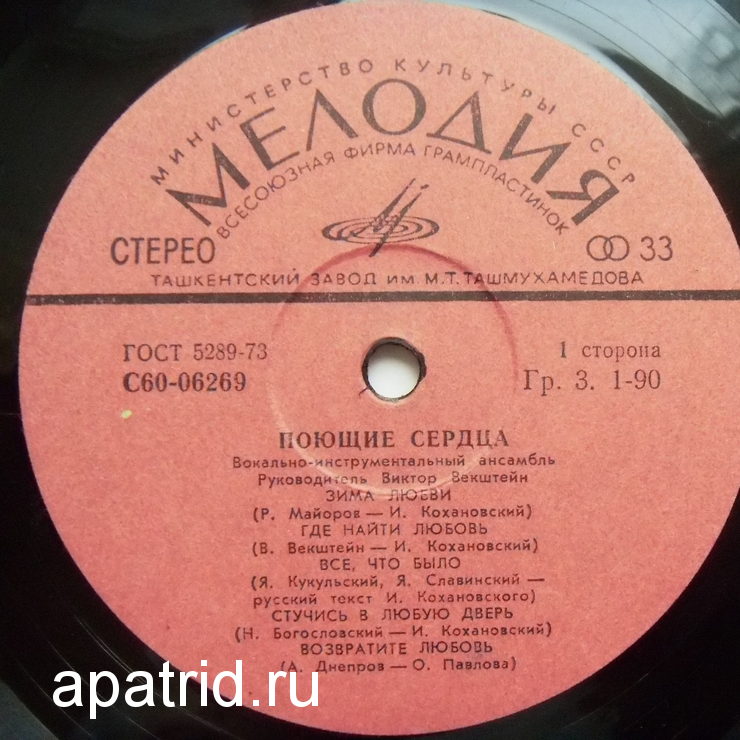 МИНИСТЕРСТВО КУЛЬТУРЫ СССР
МЕЛОДИЯ
ВСЕСОЮЗНАЯ ФИРМА ГРАМПЛАСТИНОК
СТЕРЕО
33
ТАШКЕНТСКИЙ ЗАВОД ИМ. М.Т.ТАШМУХАМЕДОВА
ГОСТ 5289-73
1 сторона
С60-06269
Гр. 3. 1-90
ПОЮЩИЕ СЕРДЦА
Вокально-инструментальный ансамбль
Руководитель Виктор Векштейн
ЗИМА ЛЮБВИ
(Р. Майоров — И. Кохановский)
ГДЕ НАЙТИ ЛЮБОВЬ
(В. Векштейн — И. Кохановский)
ВСЕ, ЧТО БЫЛО
(Я. Кукульский, Я. Славинский —
русский текст И. Кохановского)
СТУЧИСЬ В ЛЮБУЮ ДВЕРЬ
(Н. Богословский — И. Кохановский)
ВОЗВРАТИТЕ ЛЮБОВЬ
(А. Днепров — О. Павлова)
apatrid.ru